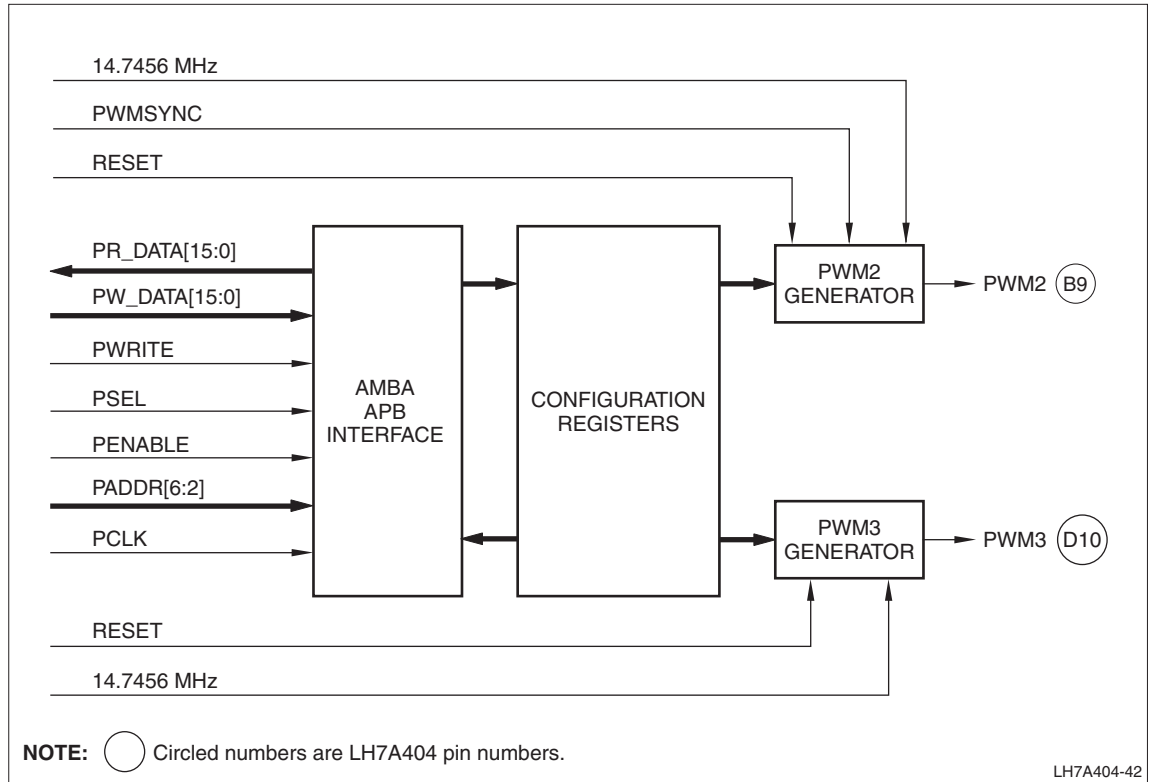 14.7456 MHz
PWMSYNC
RESET
PR_DATA[15:0]
PW_DATA[15:0]
PWRITE
PSEL
PENABLE
PADDR[6:2]
PCLK
AMBA
APB
INTERFACE
CONFIGURATION
REGISTERS
PWM2
GENERATOR
PWM2 B9
PWM3
GENERATOR
PWM3 D10
RESET
14.7456 MHz
NOTE: Circled numbers are LH7A404 pin numbers.
LH7A404-42